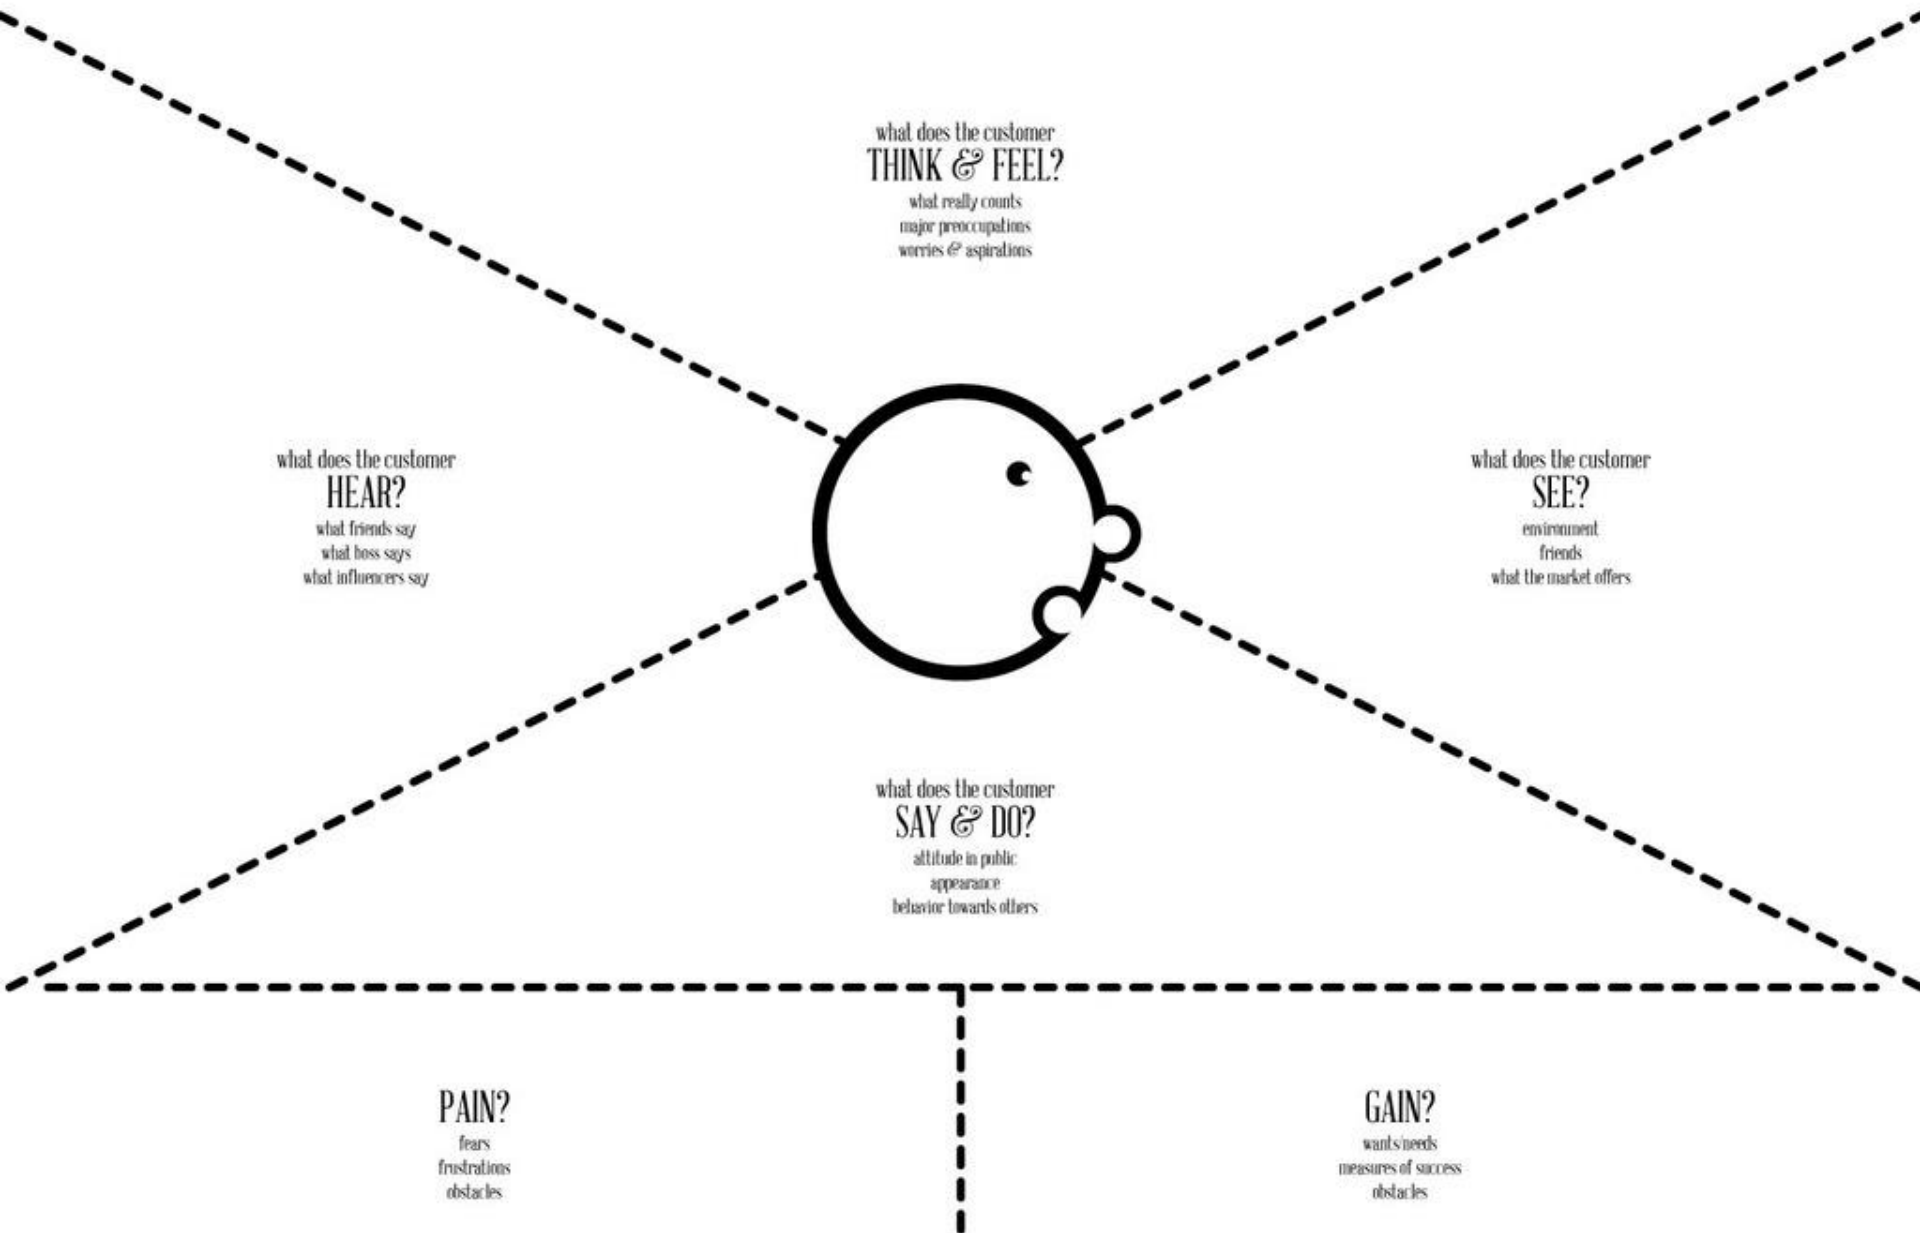 what does the customer
THINK & FEEL?
what really counts
major preoccupations
worries & aspirations
what does the customer
HEAR?
what friends say
what boss says
what influencers say
what does the customer
SEE?
environment
friends
what the market offers
what does the customer
SAY & DO?
attitude in public
appearance
behavior towards others
PAIN?
fears
frustrations
obstacles
GAIN?
wants/needs
measures of success
obstacles